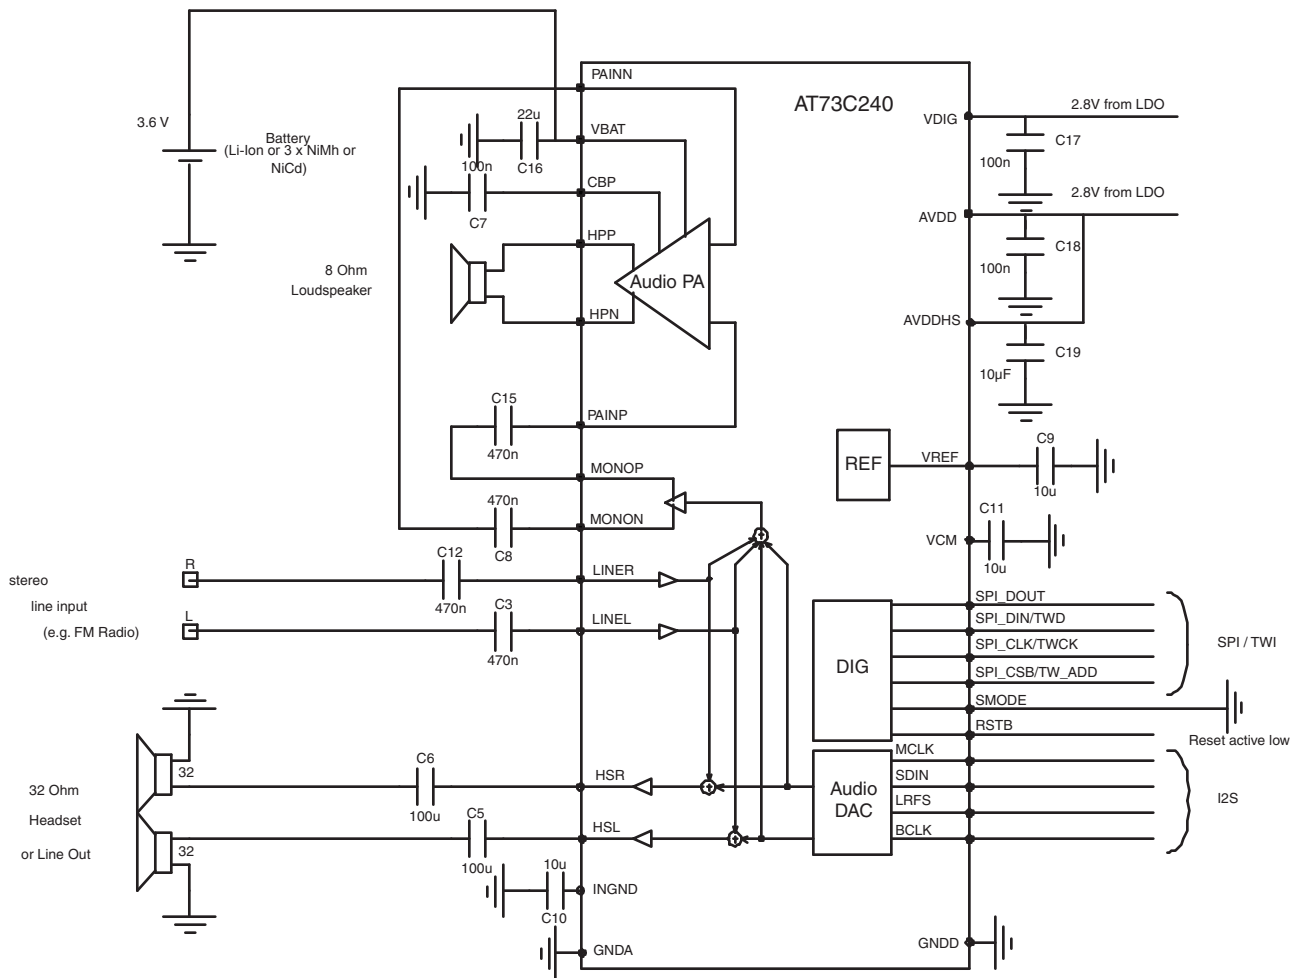 PAINN
AT73C240
2.8V from LDO
VDIG
3.6 V
22u
VBAT
C17
100n
Battery
(Li-Ion or 3 x NiMh or
NiCd)
C16
100n
CBP
C7
2.8V from LDO
AVDD
HPP
C18
100n
8 Ohm
Loudspeaker
Audio PA
HPN
AVDDHS
C19
10µF
C15
PAINP
470n
C9
REF
VREF
MONOP
10u
470n
MONON
C8
C11
VCM
10u
R
C12
LINER
stereo
470n
line input
L
C3
LINEL
(e.g. FM Radio)
470n
SPI_DOUT
SPI_DIN/TWD
SPI_CLK/TWCK
SPI_CSB/TW_ADD
SPI / TWI
DIG
SMODE
RSTB
Reset active low
MCLK
C6
HSR
32
SDIN
32 Ohm
Audio
DAC
100u
LRFS
I2S
Headset
C5
HSL
BCLK
or Line Out
32
100u
10u
INGND
C10
GNDA
GNDD